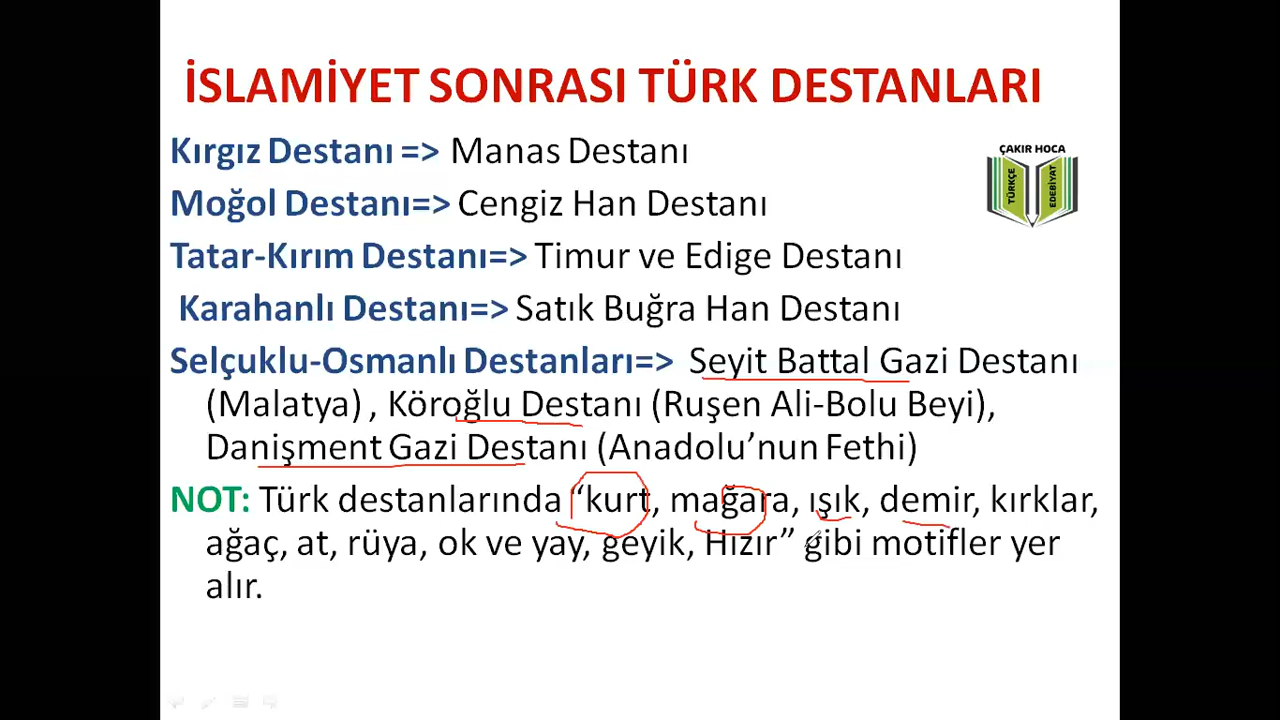 İSLAMİYET SONRASI TÜRK DESTANLARI
Kırgız Destanı => Manas Destanı
ÇAKIR HOCA
TÜRKÇE
EDEBİYAT
Moğol Destanı=> Cengiz Han Destanı
Tatar-Kırım Destanı=> Timur ve Edige Destanı
Karahanlı Destanı=> Satık Buğra Han Destanı
Selçuklu-Osmanlı Destanları=> Seyit Battal Gazi Destanı
(Malatya) , Köroğlu Destanı (Ruşen Ali-Bolu Beyi),
Danişment Gazi Destanı (Anadolu’nun Fethi)
NOT: Türk destanlarında “kurt, mağara, ışık, demir, kırklar,
ağaç, at, rüya, ok ve yay, geyik, Hızır” gibi motifler yer
alır.